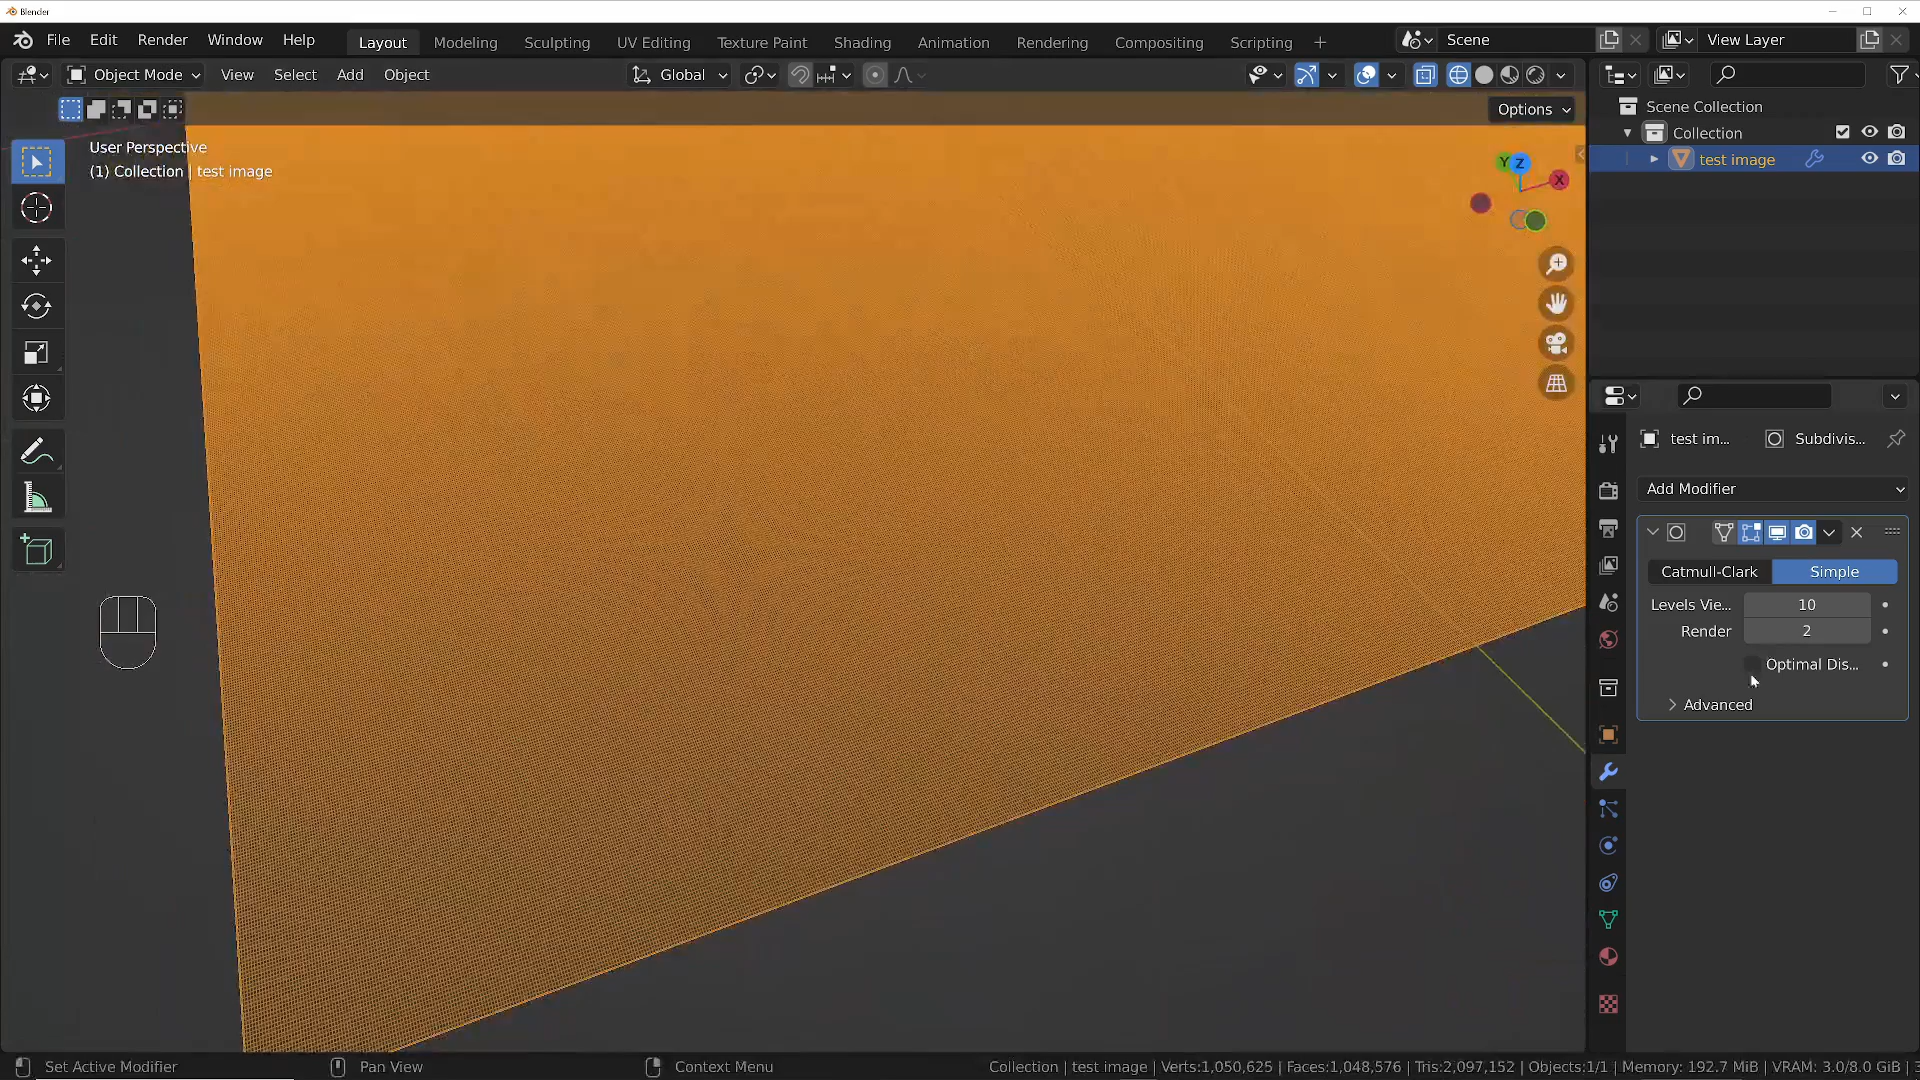 Blender
File Edit Render Window Help Layout Modeling Sculpting UV Editing Texture Paint Shading Animation Rendering Compositing Scripting + Scene View Layer
Object Mode View Select Add Object Global
Options
User Perspective
(1) Collection | test image
Y Z X
Scene Collection
Collection
test image
test im... Subdivis...
Add Modifier
Catmull-Clark Simple
Levels Vie... 10
Render 2
Optimal Dis...
Advanced
Set Active Modifier Pan View Context Menu Collection | test image | Verts:1,050,625 | Faces:1,048,576 | Tris:2,097,152 | Objects:1/1 | Memory: 192.7 MiB | VRAM: 3.0/8.0 GiB | 3